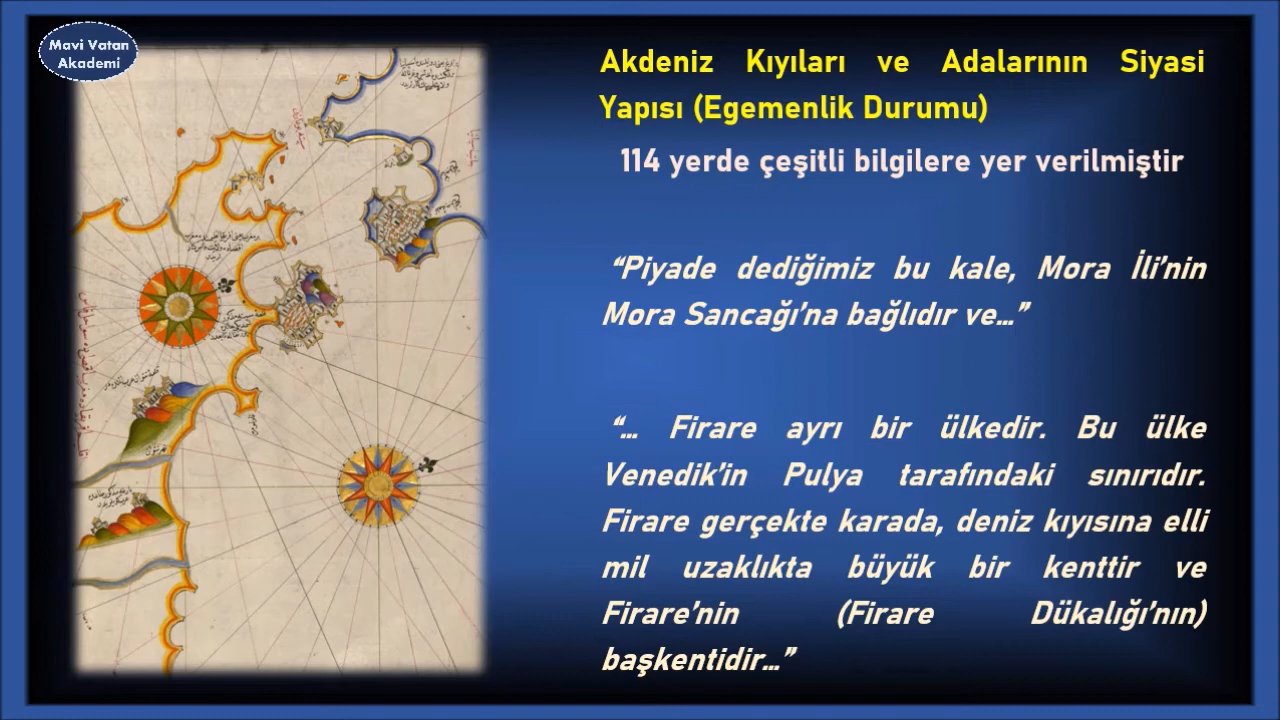 Mavi Vatan
Akademi
Akdeniz Kıyıları ve Adalarının Siyasi
Yapısı (Egemenlik Durumu)
114 yerde çeşitli bilgilere yer verilmiştir
“Piyade dediğimiz bu kale, Mora İli’nin
Mora Sancağı’na bağlıdır ve...”
“... Firare ayrı bir ülkedir. Bu ülke
Venedik’in Pulya tarafındaki sınırıdır.
Firare gerçekte karada, deniz kıyısına elli
mil uzaklıkta büyük bir kenttir ve
Firare’nin (Firare Dükalığı’nın)
başkentidir...”